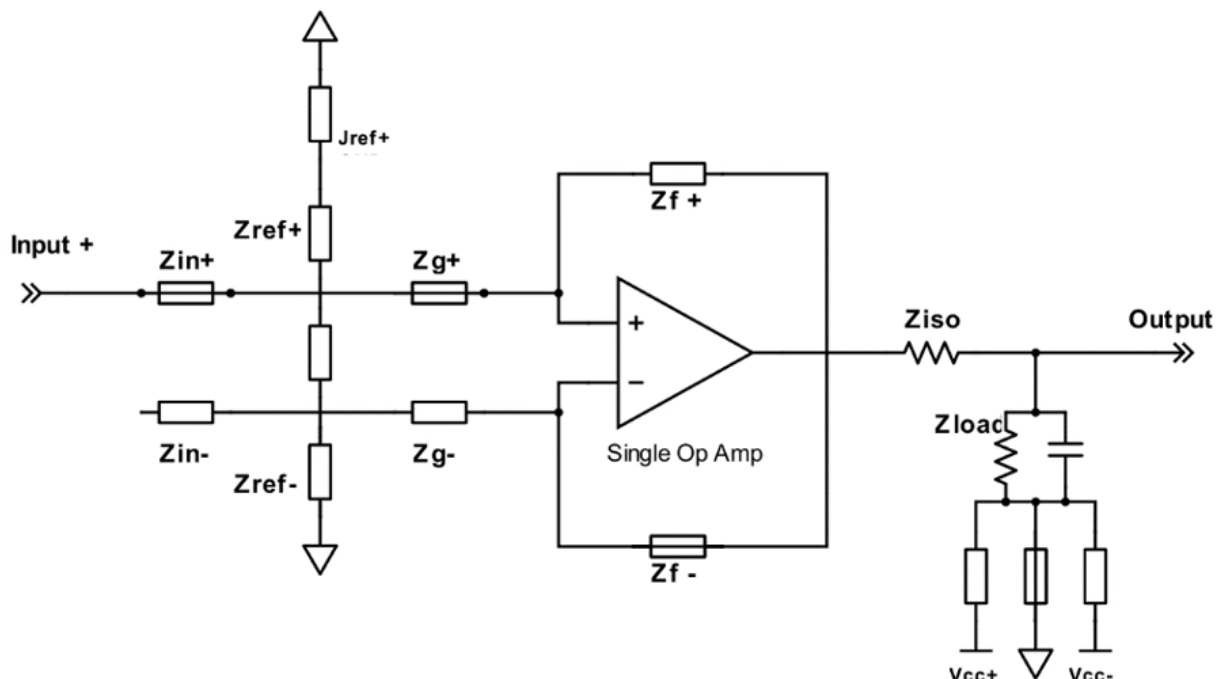 Jref+
Zref+
Zf +
Input +
Zin+
Zg+
+
Ziso
Output
−
Zload
Single Op Amp
Zin-
Zg-
Zref-
Zf -
Vcc+
Vcc-